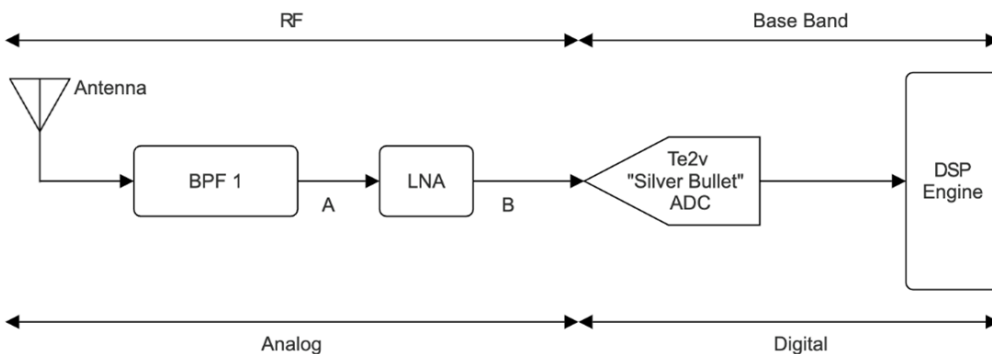 RF
Base Band
Antenna
BPF 1
LNA
Te2v
"Silver Bullet"
ADC
DSP
Engine
A
B
Analog
Digital